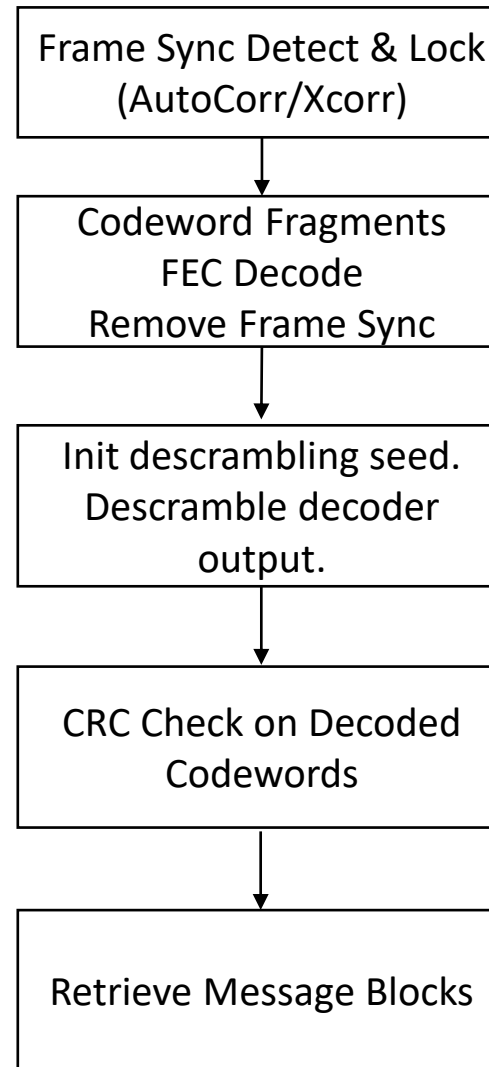 Frame Sync Detect & Lock
(AutoCorr/Xcorr)
Codeword Fragments
FEC Decode
Remove Frame Sync
Init descrambling seed.
Descramble decoder
output.
CRC Check on Decoded
Codewords
Retrieve Message Blocks